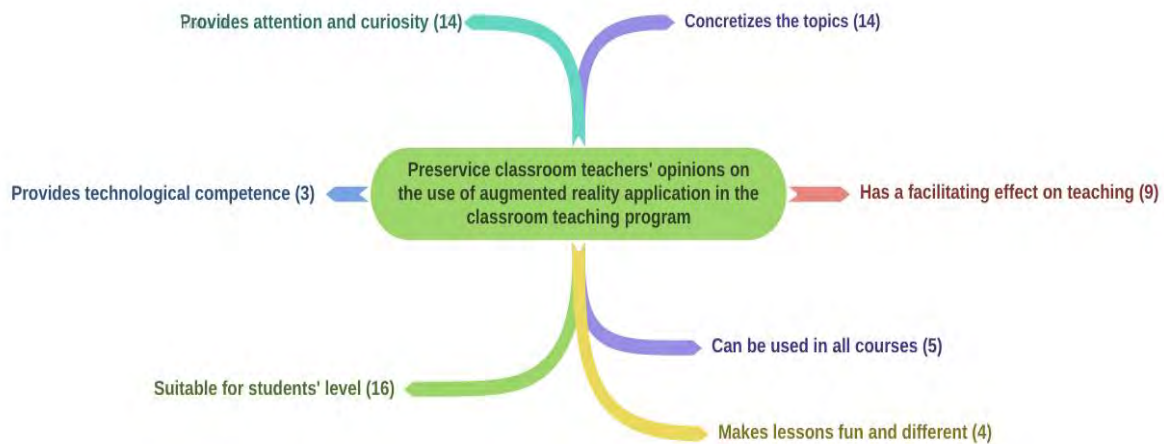 Provides attention and curiosity (14)
Concretizes the topics (14)
Preservice classroom teachers' opinions on
the use of augmented reality application in the
classroom teaching program
Provides technological competence (3)
Has a facilitating effect on teaching (9)
Can be used in all courses (5)
Suitable for students' level (16)
Makes lessons fun and different (4)